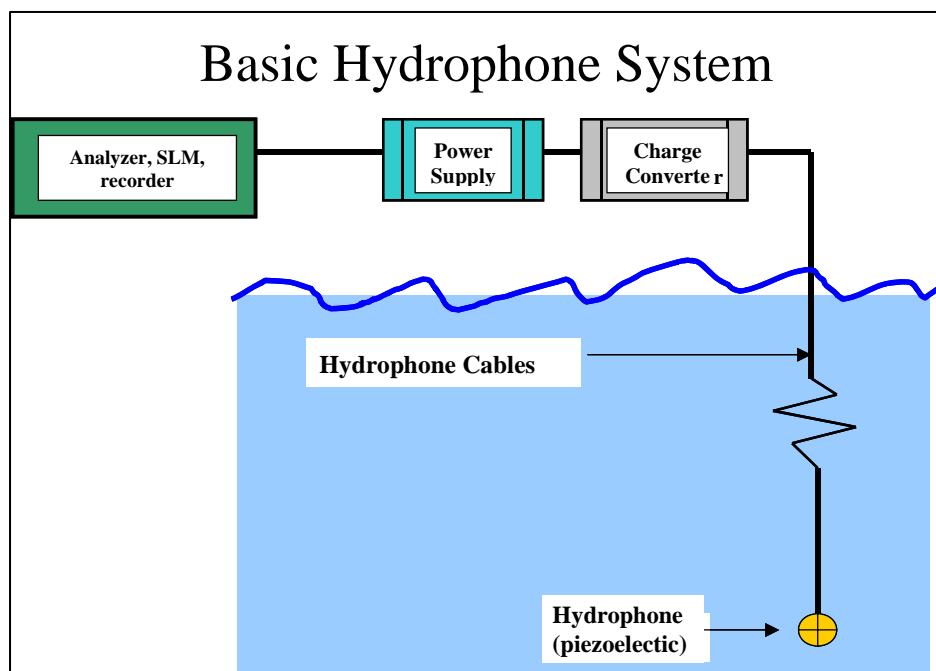 Basic Hydrophone System
Analyzer, SLM,
recorder
Power
Supply
Charge
Converte r
Hydrophone Cables
Hydrophone
(piezoelectic)